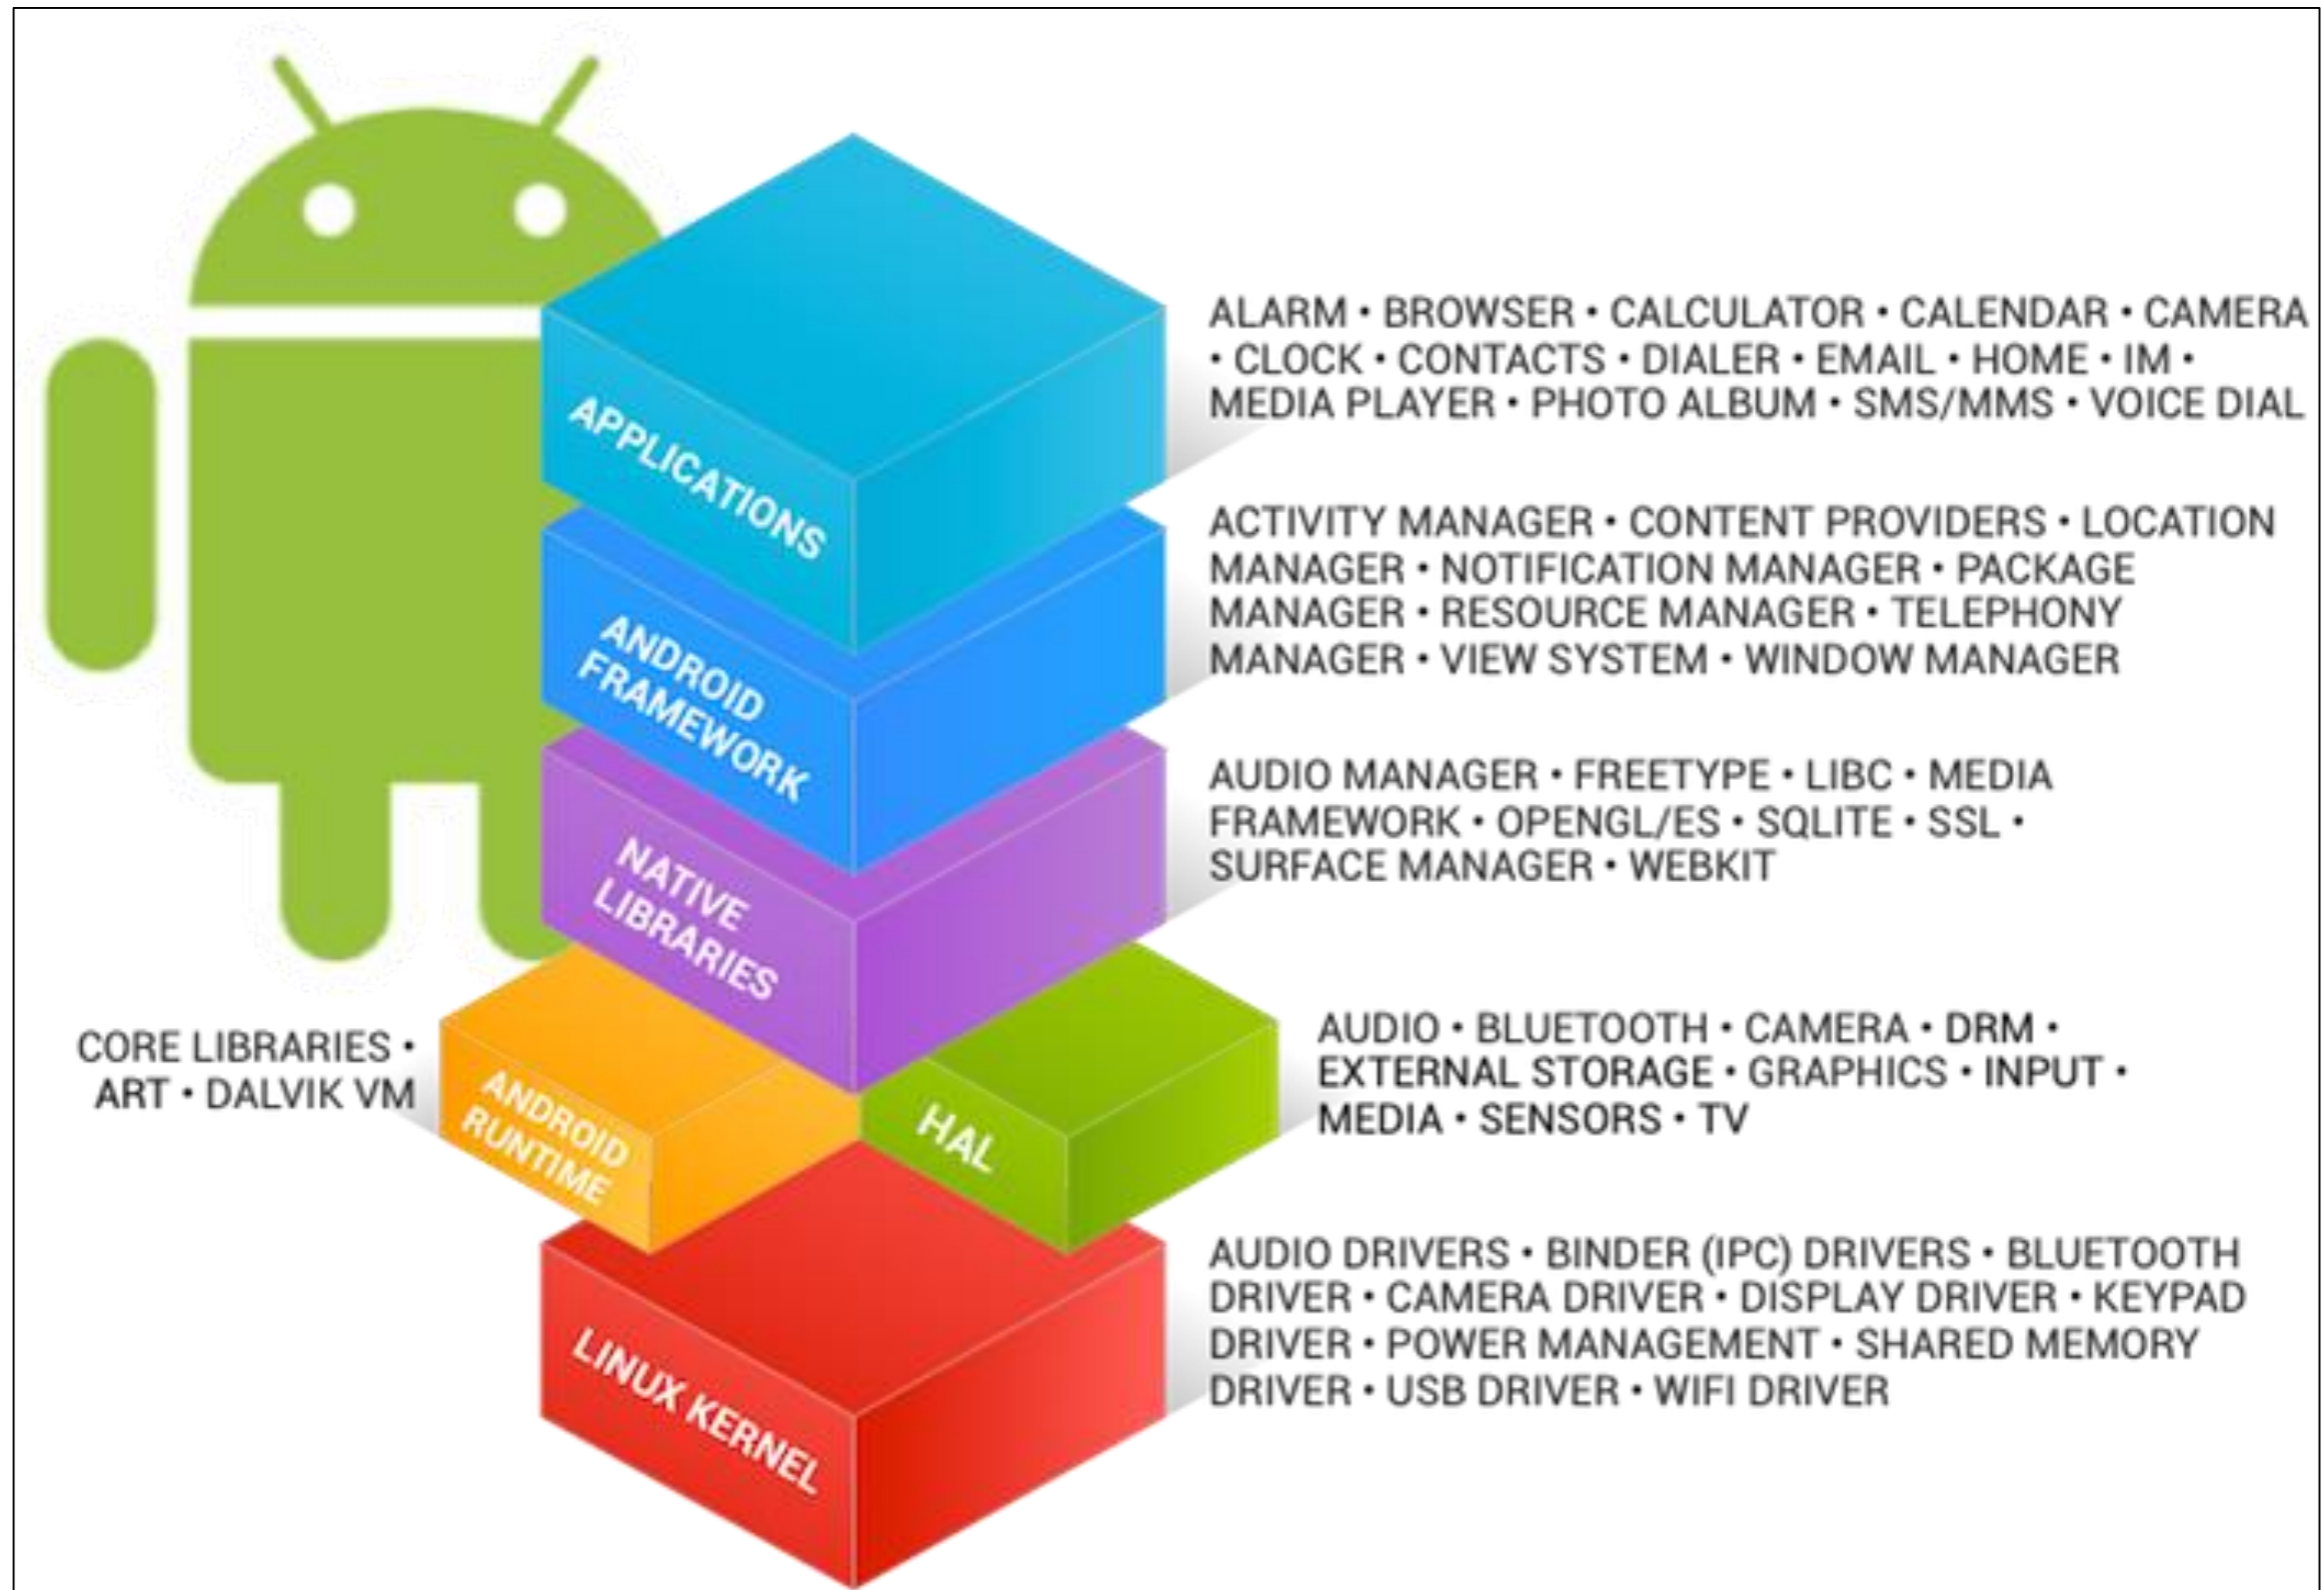 ALARM • BROWSER • CALCULATOR • CALENDAR • CAMERA
• CLOCK • CONTACTS • DIALER • EMAIL • HOME • IM •
MEDIA PLAYER • PHOTO ALBUM • SMS/MMS • VOICE DIAL
APPLICATIONS
ACTIVITY MANAGER • CONTENT PROVIDERS • LOCATION
MANAGER • NOTIFICATION MANAGER • PACKAGE
MANAGER • RESOURCE MANAGER • TELEPHONY
MANAGER • VIEW SYSTEM • WINDOW MANAGER
ANDROID
FRAMEWORK
AUDIO MANAGER • FREETYPE • LIBC • MEDIA
FRAMEWORK • OPENGL/ES • SQLITE • SSL •
SURFACE MANAGER • WEBKIT
NATIVE
LIBRARIES
CORE LIBRARIES •
ART • DALVIK VM
ANDROID
RUNTIME
HAL
AUDIO • BLUETOOTH • CAMERA • DRM •
EXTERNAL STORAGE • GRAPHICS • INPUT •
MEDIA • SENSORS • TV
AUDIO DRIVERS • BINDER (IPC) DRIVERS • BLUETOOTH
DRIVER • CAMERA DRIVER • DISPLAY DRIVER • KEYPAD
DRIVER • POWER MANAGEMENT • SHARED MEMORY
DRIVER • USB DRIVER • WIFI DRIVER
LINUX KERNEL